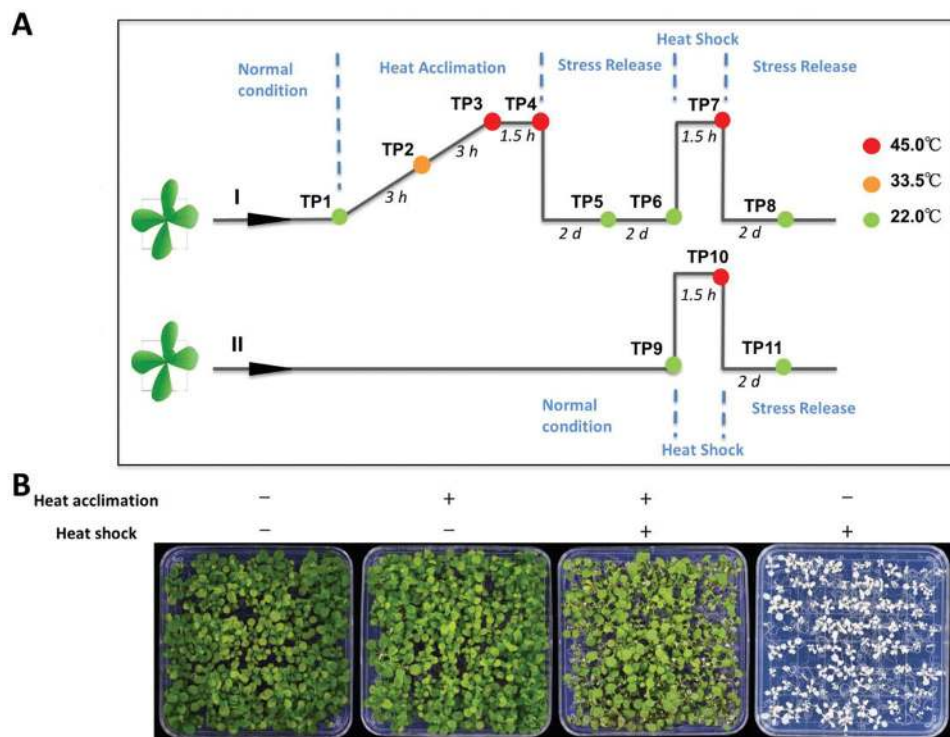 A
Heat Shock
Normal condition
Heat Acclimation
Stress Release
Stress Release
TP3 TP4 TP7
1.5 h 1.5 h
45.0℃
TP2
3 h
33.5℃
I TP1 3 h TP5 TP6 TP8
22.0℃
2 d 2 d 2 d
TP10
1.5 h
II TP9 TP11
2 d
Normal condition
Stress Release
Heat Shock
B
Heat acclimation − + + −
Heat shock − − + +